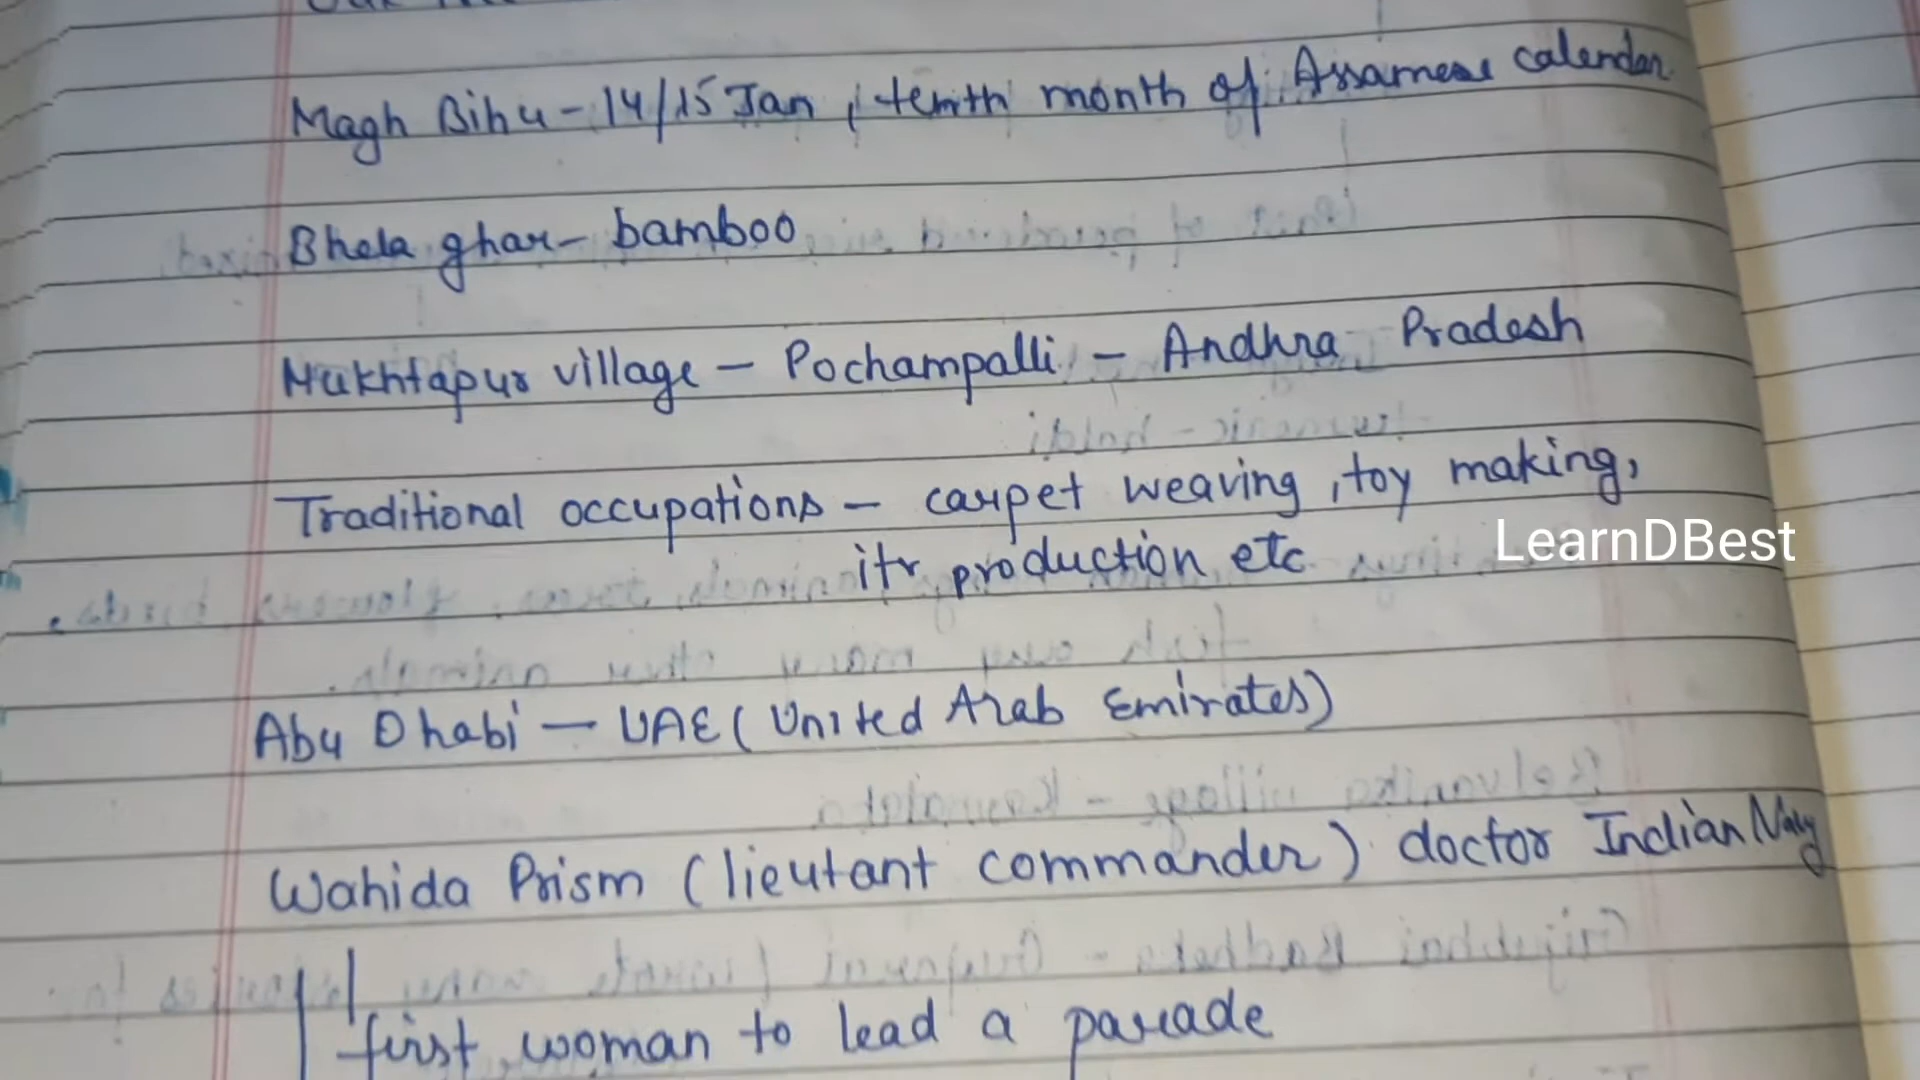 Magh Bihu - 14/15 Jan, tenth month of Assamese calendar
Bhela ghar - bamboo
Mukhtapur village - Pochampalli - Andhra Pradesh
Traditional occupations - carpet weaving, toy making,
itr production etc
LearnDBest
Abu Dhabi - UAE (United Arab Emirates)
Wahida Prism (lieutant commander) doctor Indian Navy
first woman to lead a parade